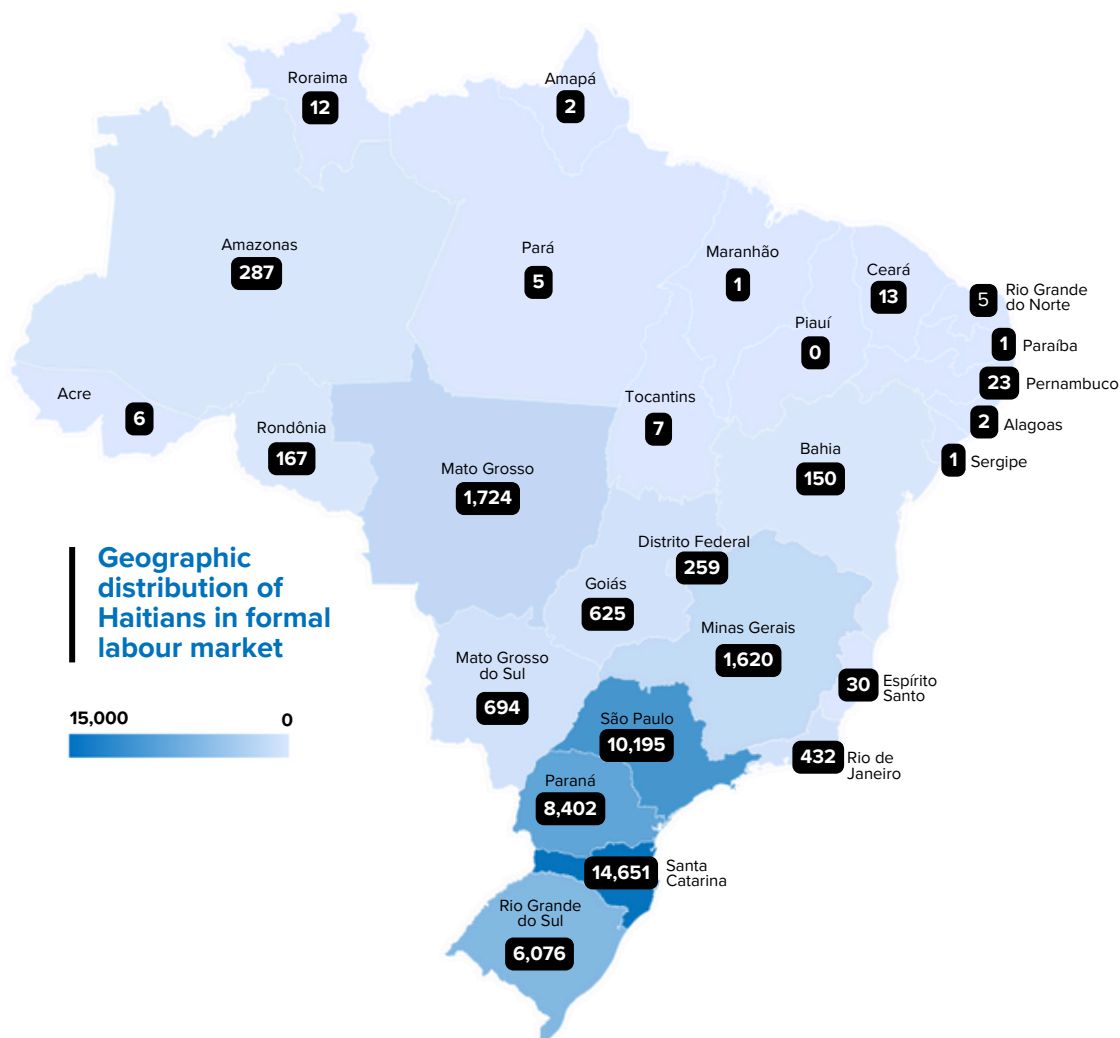 Roraima
12
Amapá
2
Amazonas
287
Pará
5
Maranhão
1
Ceará
13
Rio Grande
do Norte
5
Piauí
0
Paraíba
1
Pernambuco
23
Acre
6
Rondônia
167
Tocantins
7
Alagoas
2
Bahia
150
Sergipe
1
Mato Grosso
1,724
Distrito Federal
259
Goiás
625
Geographic
distribution of
Haitians in formal
labour market
Minas Gerais
1,620
Mato Grosso
do Sul
694
Espírito
Santo
30
15,000
0
São Paulo
10,195
Rio de
Janeiro
432
Paraná
8,402
Santa
Catarina
14,651
Rio Grande
do Sul
6,076